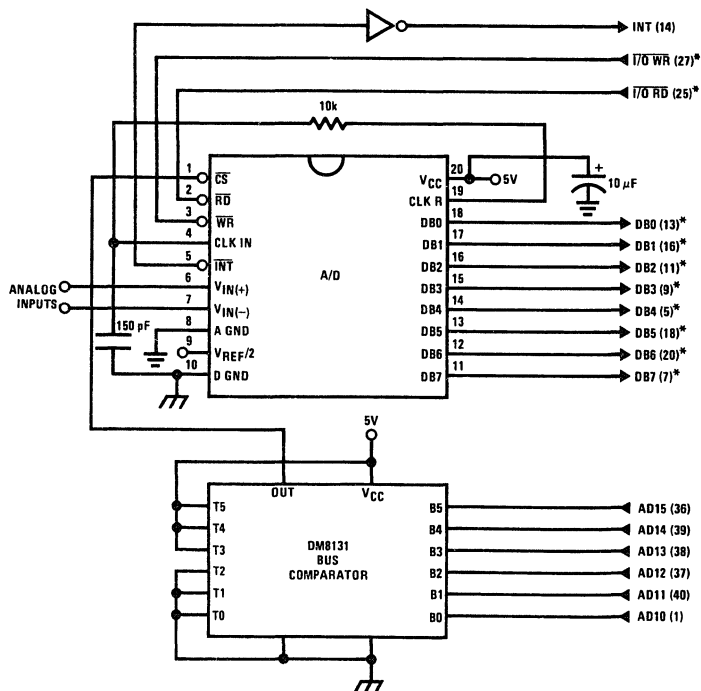 INT (14)
I/O WR (27)*
I/O RD (25)*
10k
1 CS
2 RD
3 WR
4 CLK IN
5 INT
6 VIN(+)
7 VIN(−)
8 A GND
9 VREF/2
10 D GND
ANALOG
INPUTS
150 pF
A/D
20 VCC
5V
+
10 μF
19 CLK R
18 DB0
17 DB1
16 DB2
15 DB3
14 DB4
13 DB5
12 DB6
11 DB7
DB0 (13)*
DB1 (16)*
DB2 (11)*
DB3 (9)*
DB4 (5)*
DB5 (18)*
DB6 (20)*
DB7 (7)*
5V
OUT
VCC
T5
T4
T3
T2
T1
T0
DM8131
BUS
COMPARATOR
B5
B4
B3
B2
B1
B0
AD15 (36)
AD14 (39)
AD13 (38)
AD12 (37)
AD11 (40)
AD10 (1)